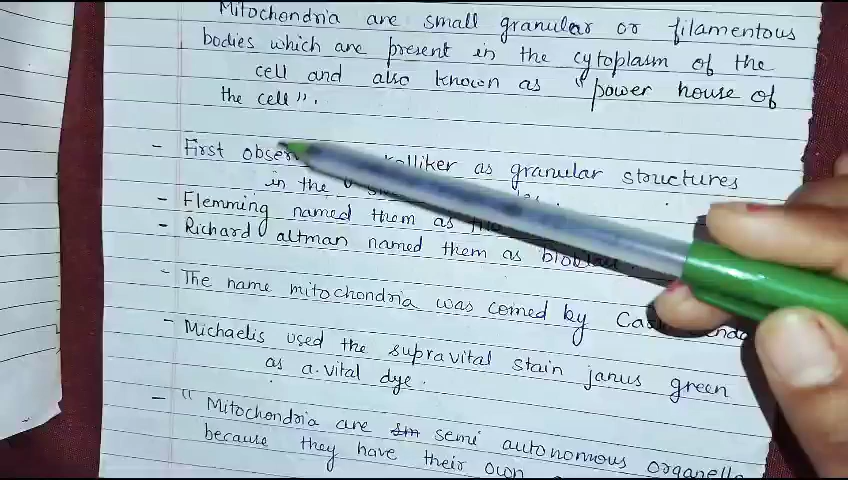 Mitochondria are small granular or filamentous
bodies which are present in the cytoplasm of the
cell and also known as "power house of
the cell".
- First kolliker as granular structures
in the
- Flemming named them as
- Richard altman named them as
- The name mitochondria was comed by
- Michaelis used the supravital stain janus green
as a vital dye.
- "Mitochondria are sm semi autonomous
because they have their own